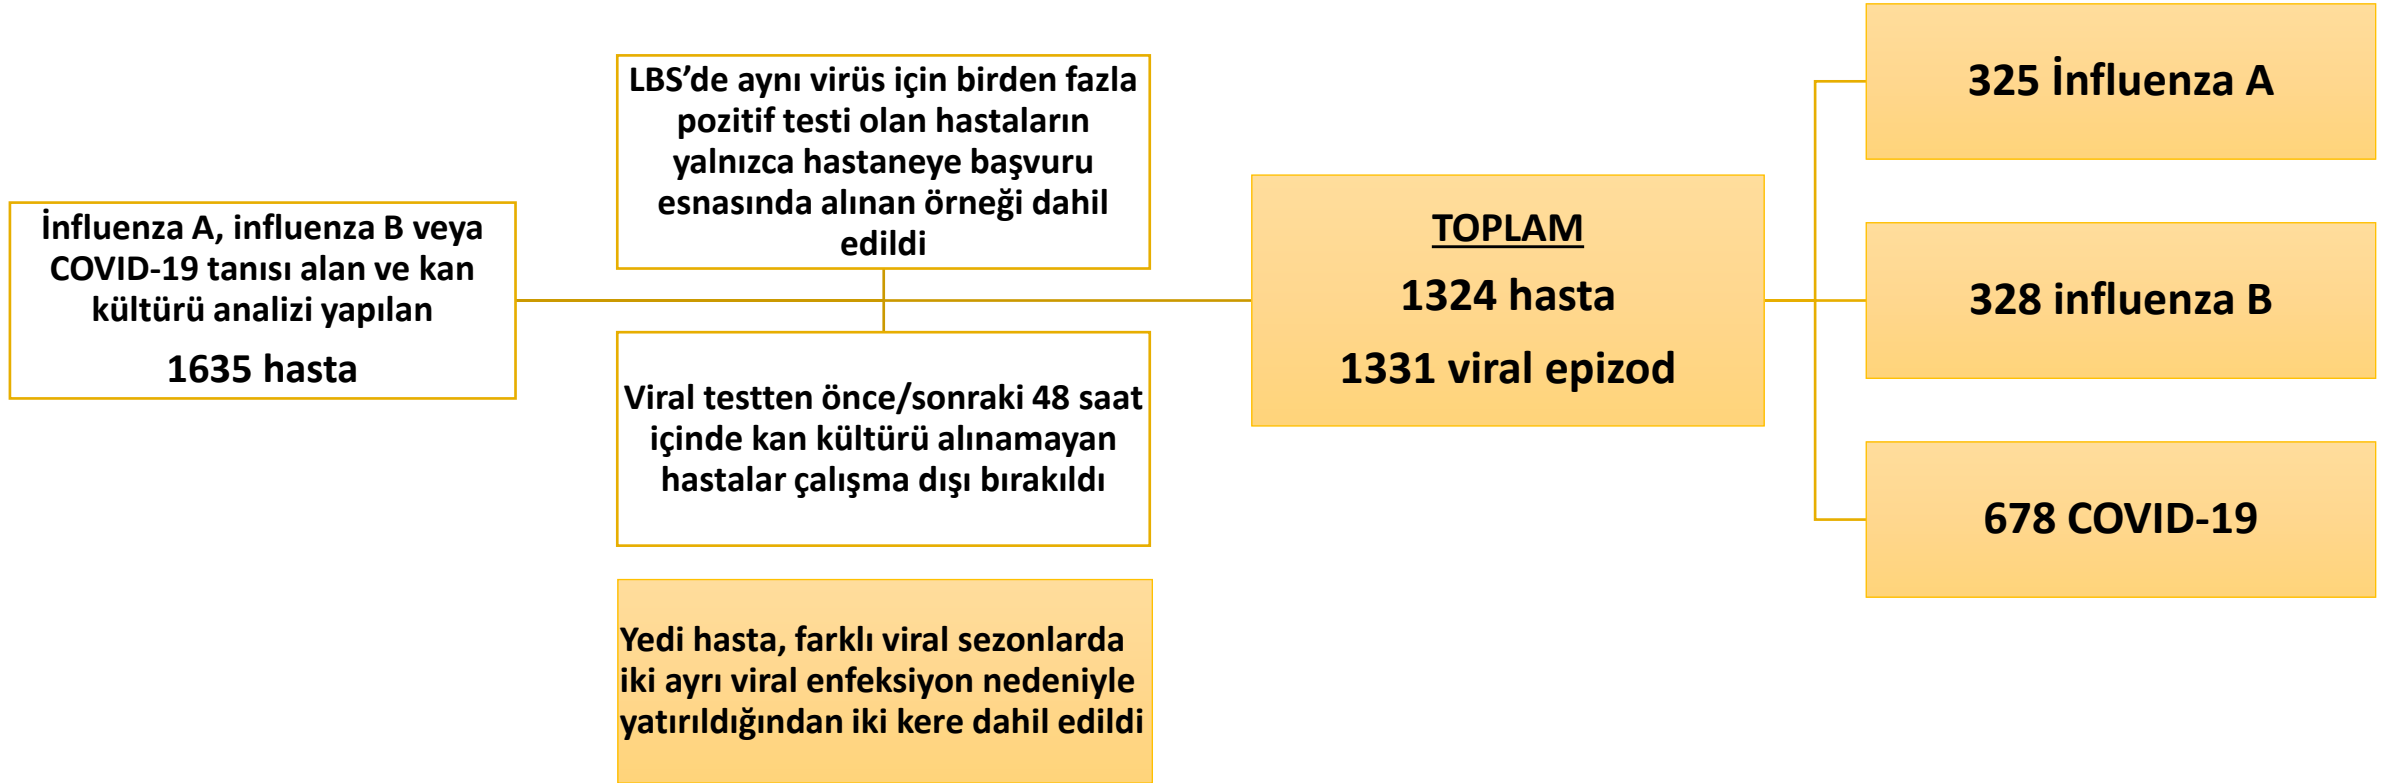 İnfluenza A, influenza B veya
COVID-19 tanısı alan ve kan
kültürü analizi yapılan
1635 hasta
LBS’de aynı virüs için birden fazla
pozitif testi olan hastaların
yalnızca hastaneye başvuru
esnasında alınan örneği dahil
edildi
Viral testten önce/sonraki 48 saat
içinde kan kültürü alınamayan
hastalar çalışma dışı bırakıldı
Yedi hasta, farklı viral sezonlarda
iki ayrı viral enfeksiyon nedeniyle
yatırıldığından iki kere dahil edildi
TOPLAM
1324 hasta
1331 viral epizod
325 İnfluenza A
328 influenza B
678 COVID-19